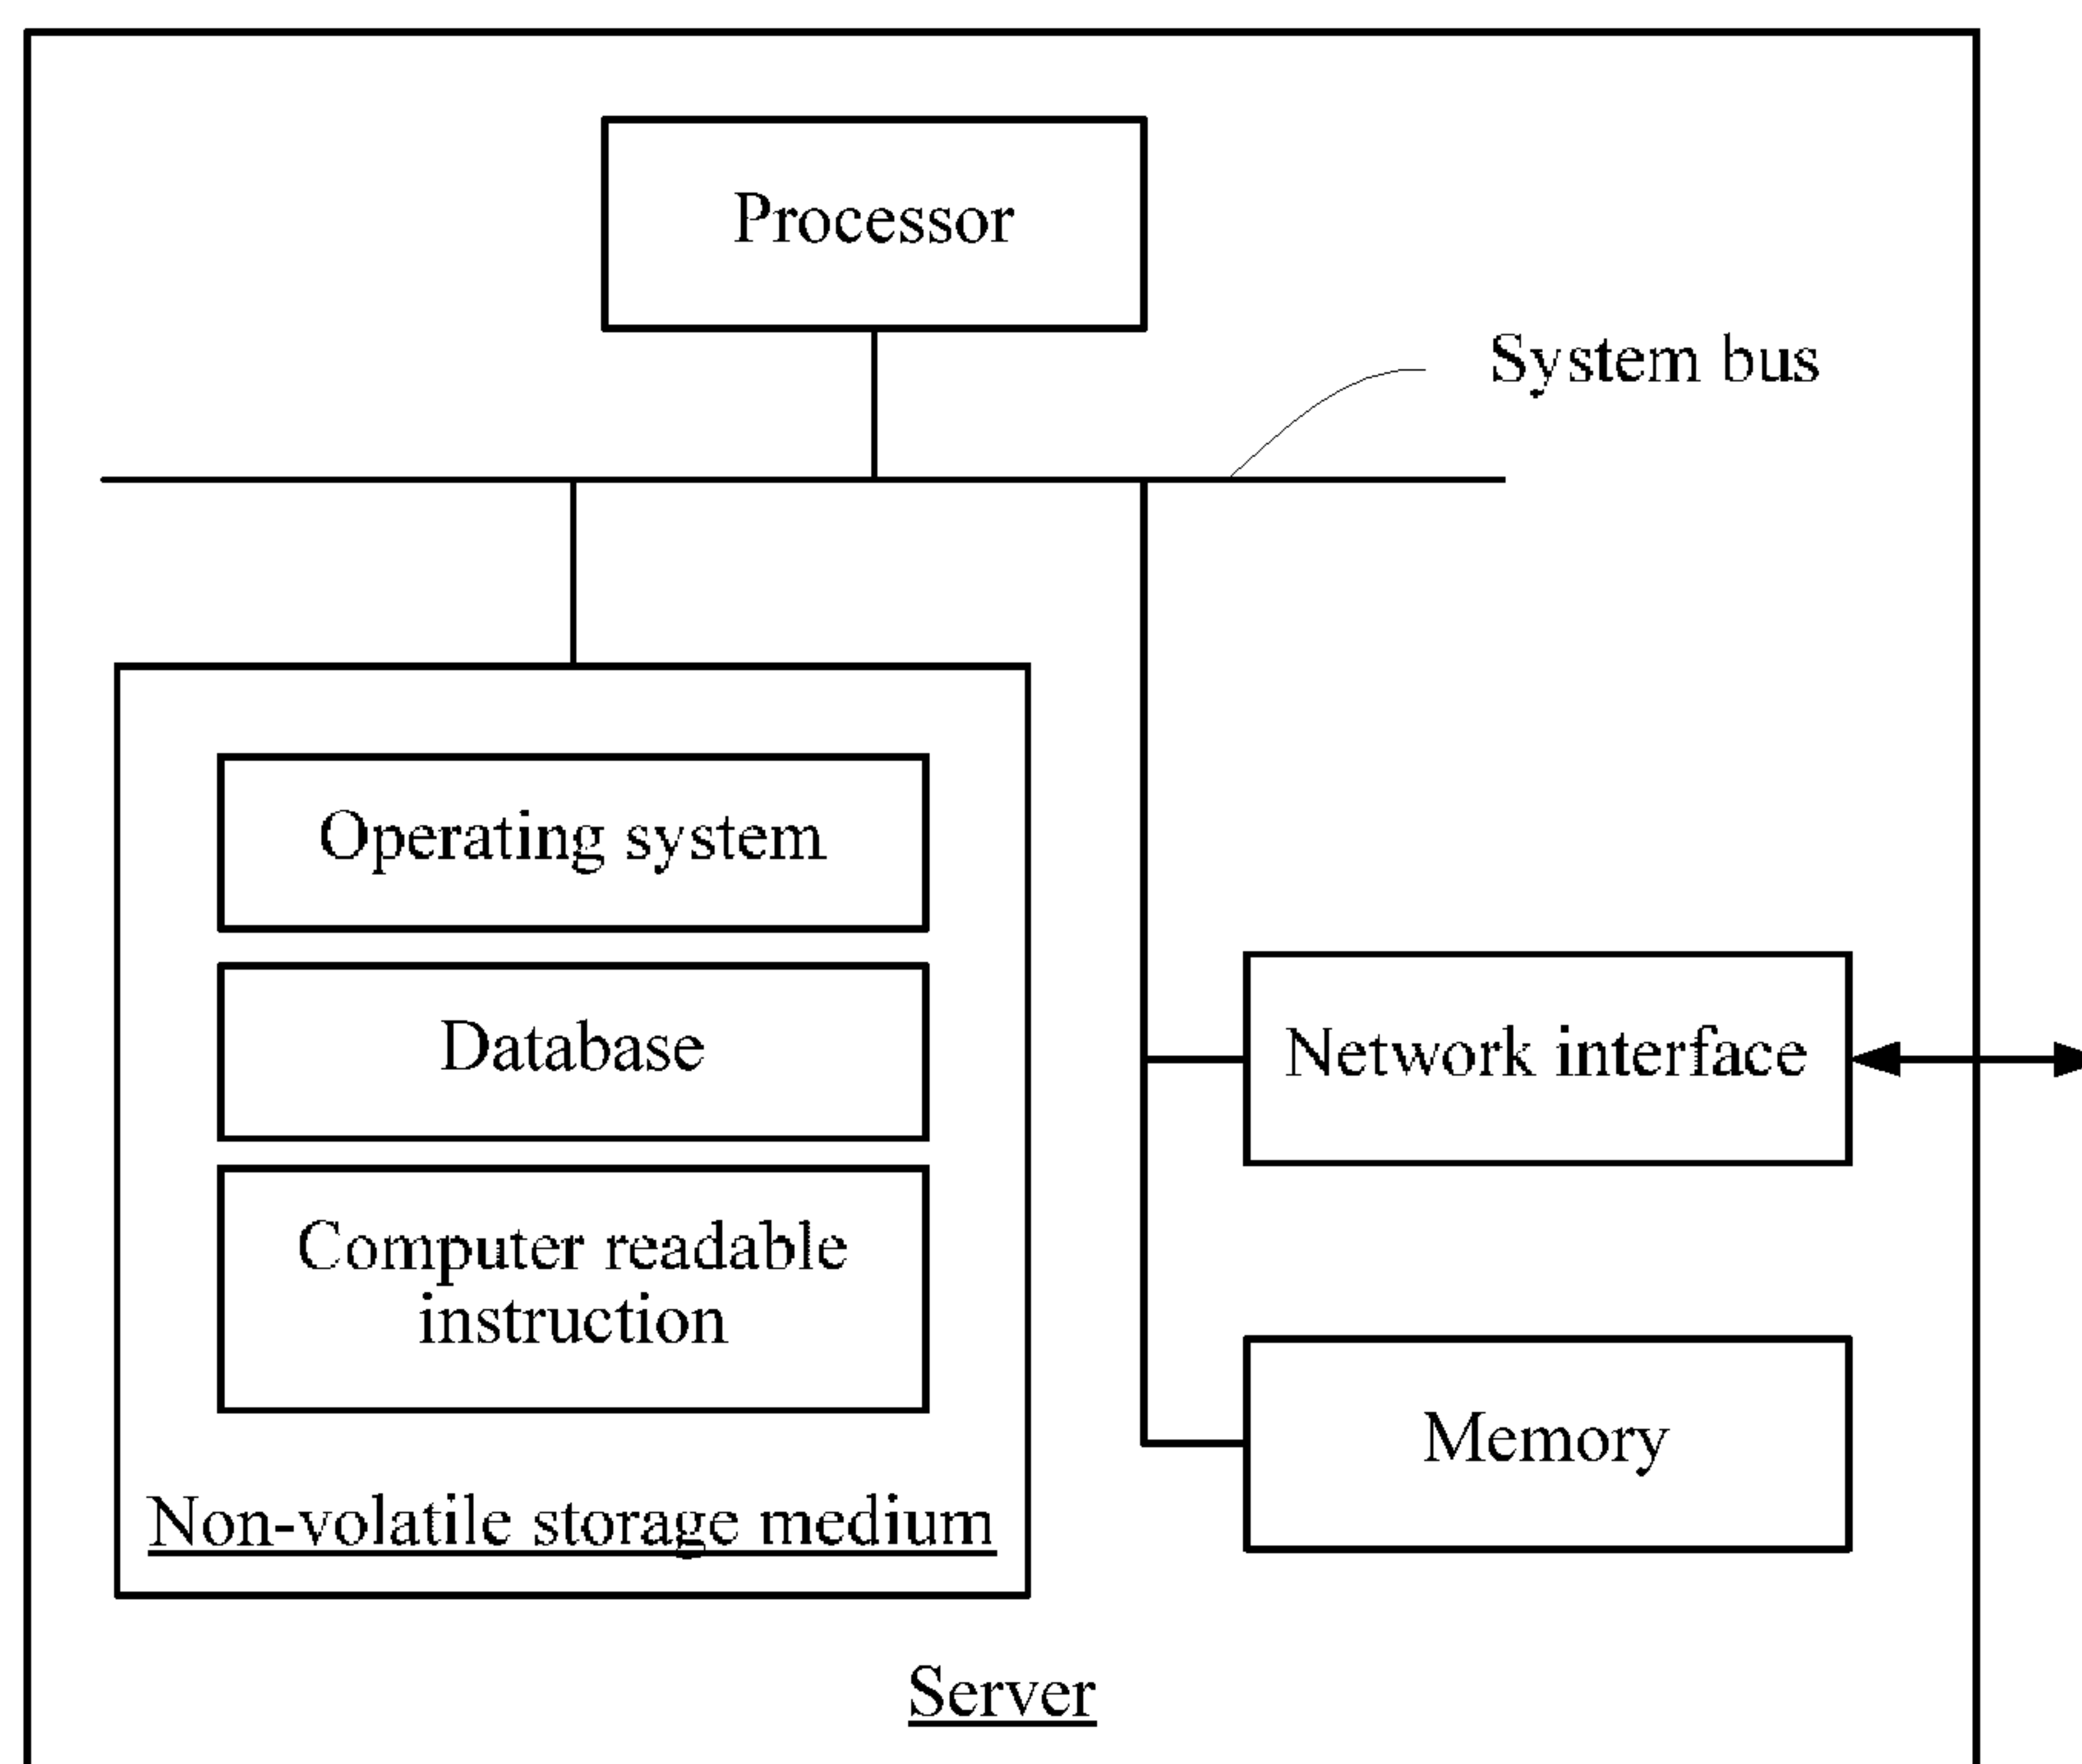 Processor
System bus
Operating system
Database
Computer readable
instruction
Non-volatile storage medium
Network interface
Memory
Server